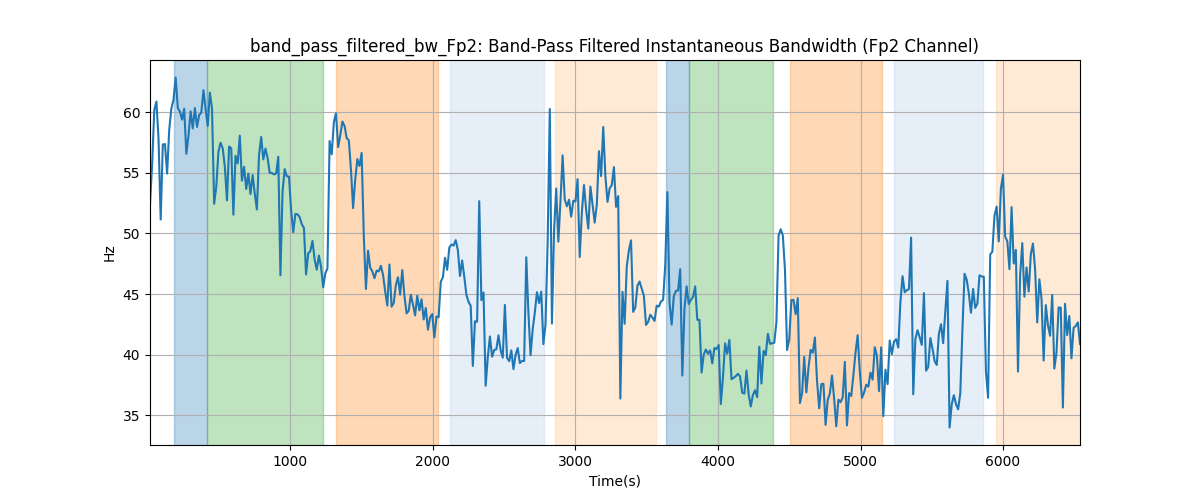 band_pass_filtered_bw_Fp2: Band-Pass Filtered Instantaneous Bandwidth (Fp2 Channel)
60
55
50
45
40
35
Hz
1000 2000 3000 4000 5000 6000
Time(s)